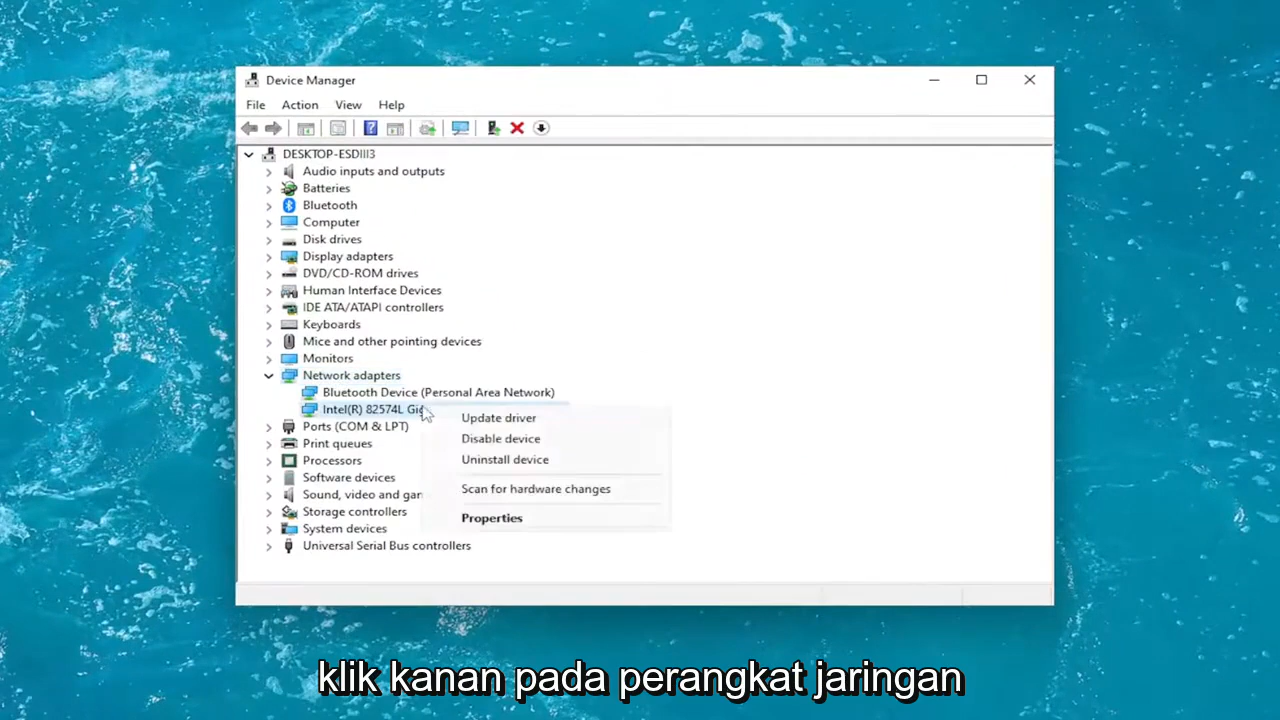 Device Manager
File Action View Help
DESKTOP-ESDIII3
Audio inputs and outputs
Batteries
Bluetooth
Computer
Disk drives
Display adapters
DVD/CD-ROM drives
Human Interface Devices
IDE ATA/ATAPI controllers
Keyboards
Mice and other pointing devices
Monitors
Network adapters
Bluetooth Device (Personal Area Network)
Intel(R) 82574L
Update driver
Disable device
Uninstall device
Scan for hardware changes
Properties
Ports (COM & LPT)
Print queues
Processors
Software devices
Sound, video and
Storage controllers
System devices
Universal Serial Bus controllers
klik kanan pada perangkat jaringan